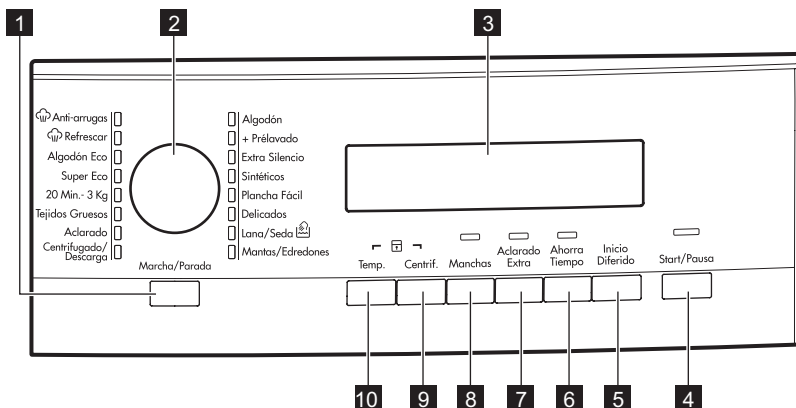 1
2
3
Anti-arrugas
Refrescar
Algodón Eco
Super Eco
20 Min.- 3 Kg
Tejidos Gruesos
Aclarado
Centrifugado/
Descarga
Algodón
+ Prélavado
Extra Silencio
Sintéticos
Plancha Fácil
Delicados
Lana/Seda
Mantas/Edredones
Marcha/Parada
Temp.
Centrif.
Manchas
Aclarado
Extra
Ahorra
Tiempo
Inicio
Diferido
Start/Pausa
10
9
8
7
6
5
4